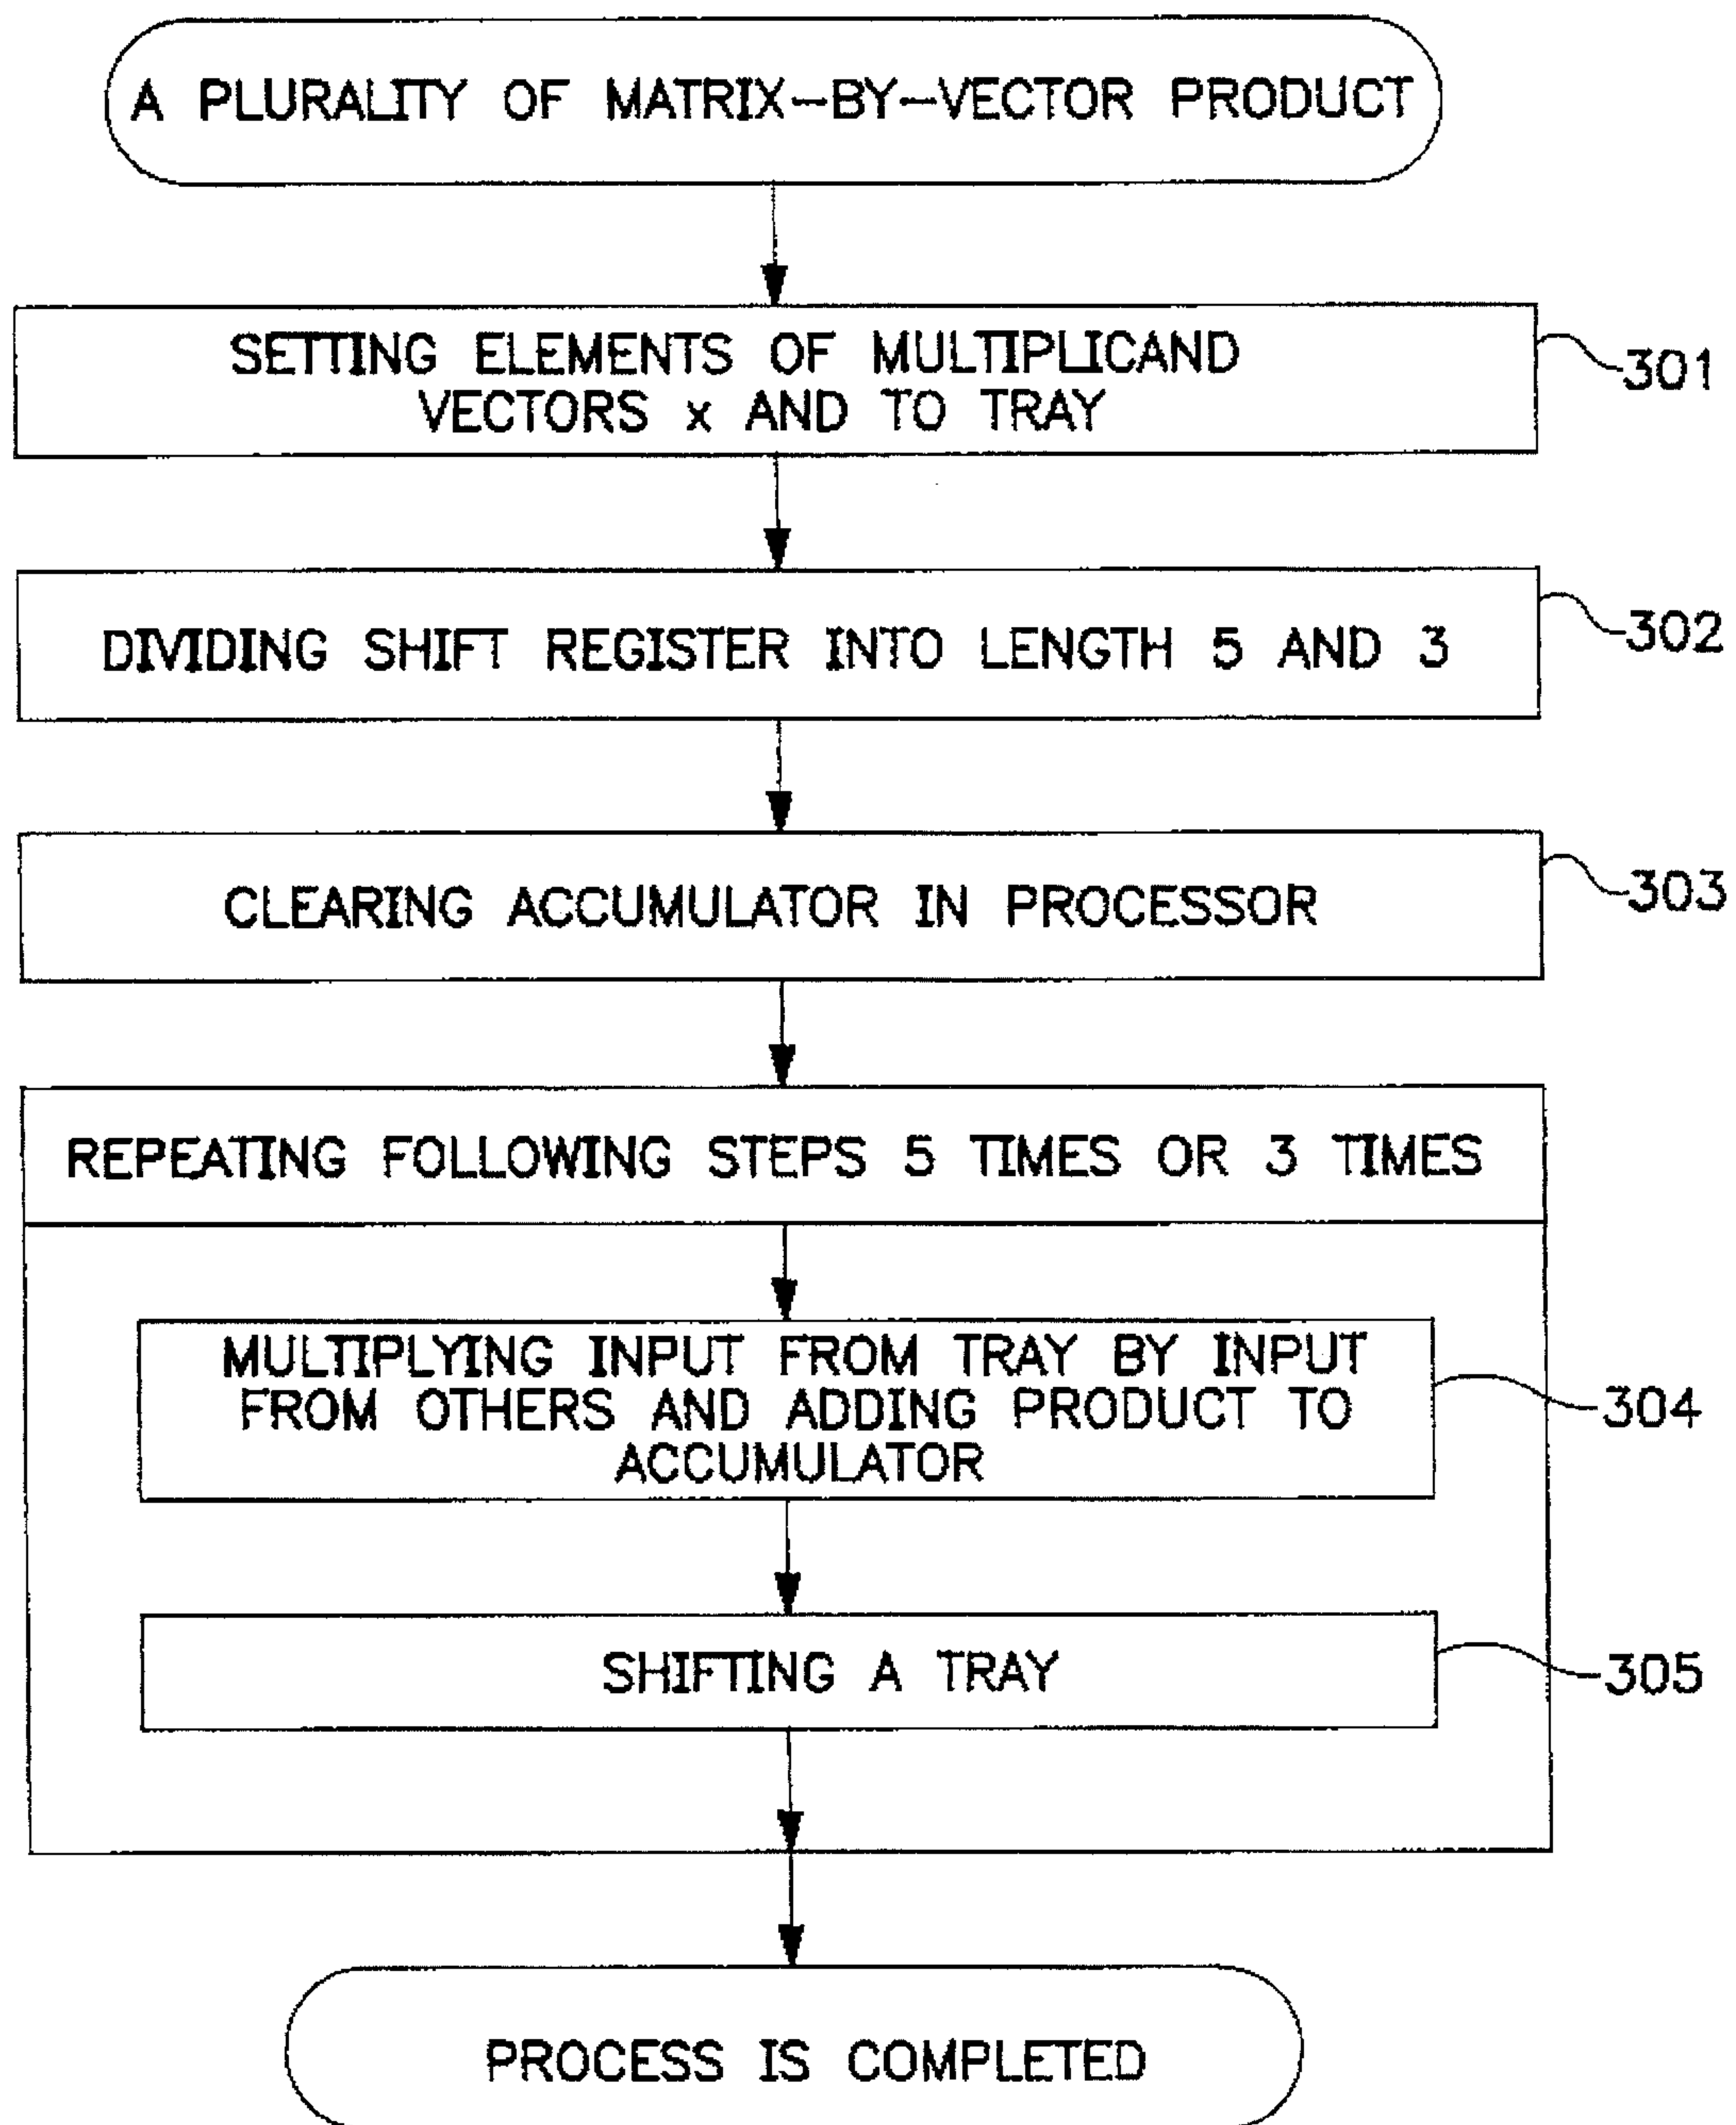 A PLURALITY OF MATRIX-BY-VECTOR PRODUCT
SETTING ELEMENTS OF MULTIPLICAND
VECTORS x AND TO TRAY
301
DIVIDING SHIFT REGISTER INTO LENGTH 5 AND 3
302
CLEARING ACCUMULATOR IN PROCESSOR
303
REPEATING FOLLOWING STEPS 5 TIMES OR 3 TIMES
MULTIPLYING INPUT FROM TRAY BY INPUT
FROM OTHERS AND ADDING PRODUCT TO
ACCUMULATOR
304
SHIFTING A TRAY
305
PROCESS IS COMPLETED